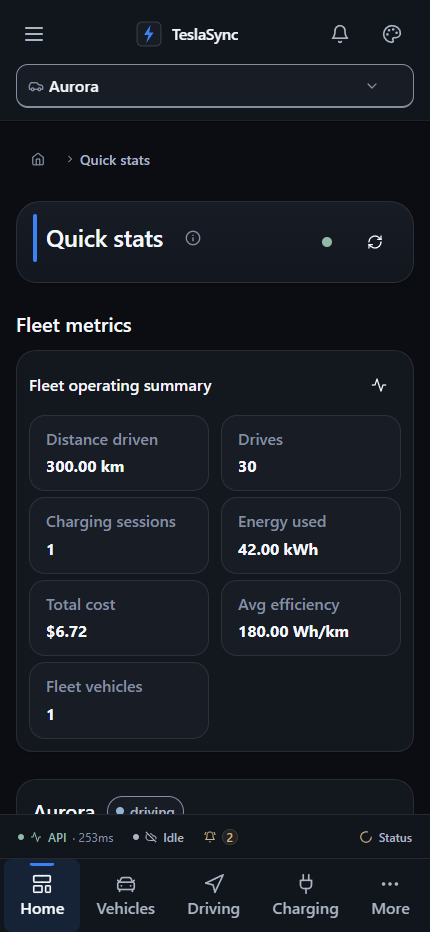 TeslaSync
Aurora
Quick stats
Quick stats
Fleet metrics
Fleet operating summary
Distance driven
300.00 km
Drives
30
Charging sessions
1
Energy used
42.00 kWh
Total cost
$6.72
Avg efficiency
180.00 Wh/km
Fleet vehicles
1
Aurora driving
API · 253ms Idle 2 Status
Home Vehicles Driving Charging More